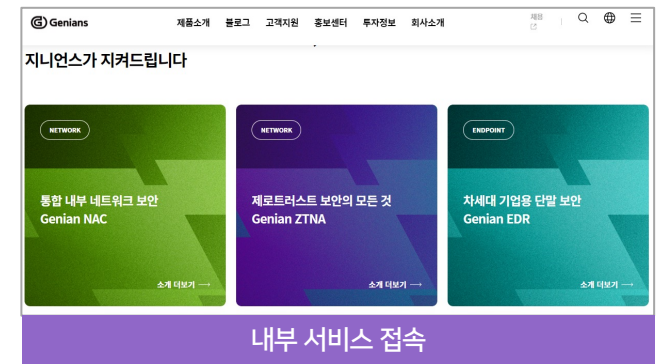 Genians
제품소개 블로그 고객지원 홍보센터 투자정보 회사소개
지니언스가 지켜드립니다
NETWORK
통합 내부 네트워크 보안
Genian NAC
소개 더보기 →
NETWORK
제로트러스트 보안의 모든 것
Genian ZTNA
소개 더보기 →
ENDPOINT
차세대 기업용 단말 보안
Genian EDR
소개 더보기 →
내부 서비스 접속